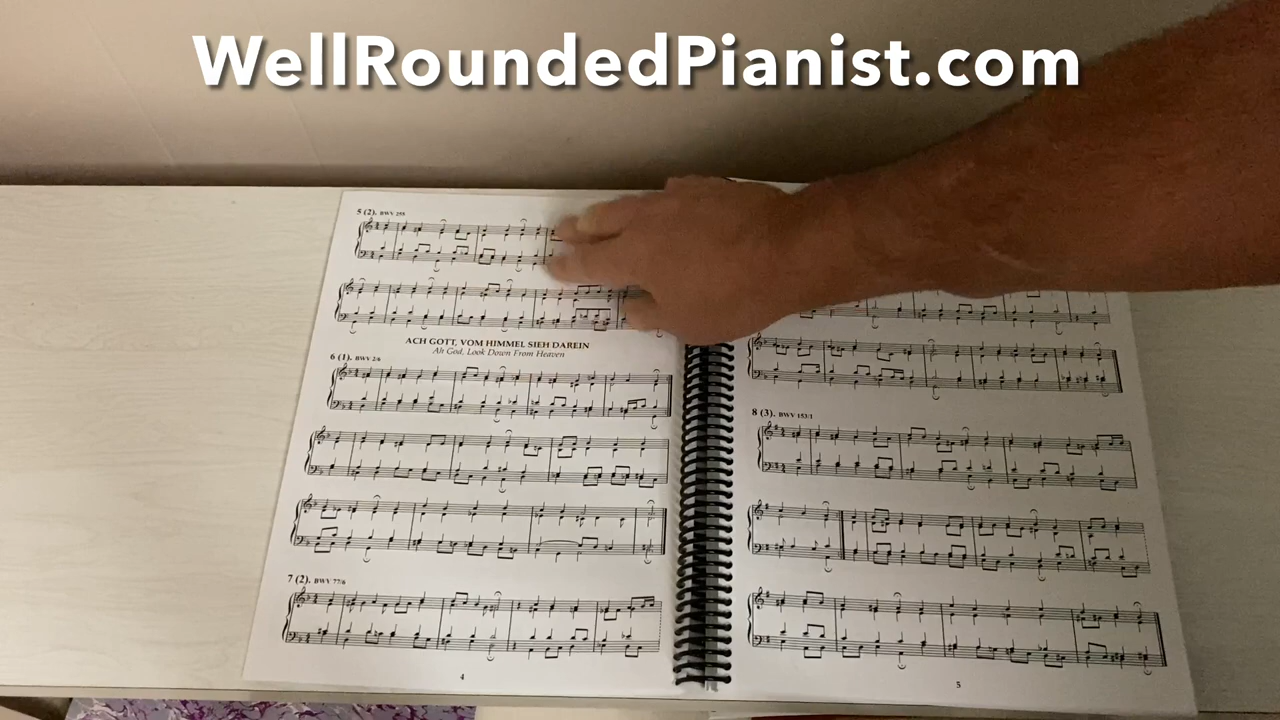 WellRoundedPianist.com
5 (2). BWV 258
ACH GOTT, VOM HIMMEL SIEH DAREIN
Ah God, Look Down From Heaven
6 (1). BWV 2/6
7 (2). BWV 77/6
4
8 (3). BWV 153/1
5